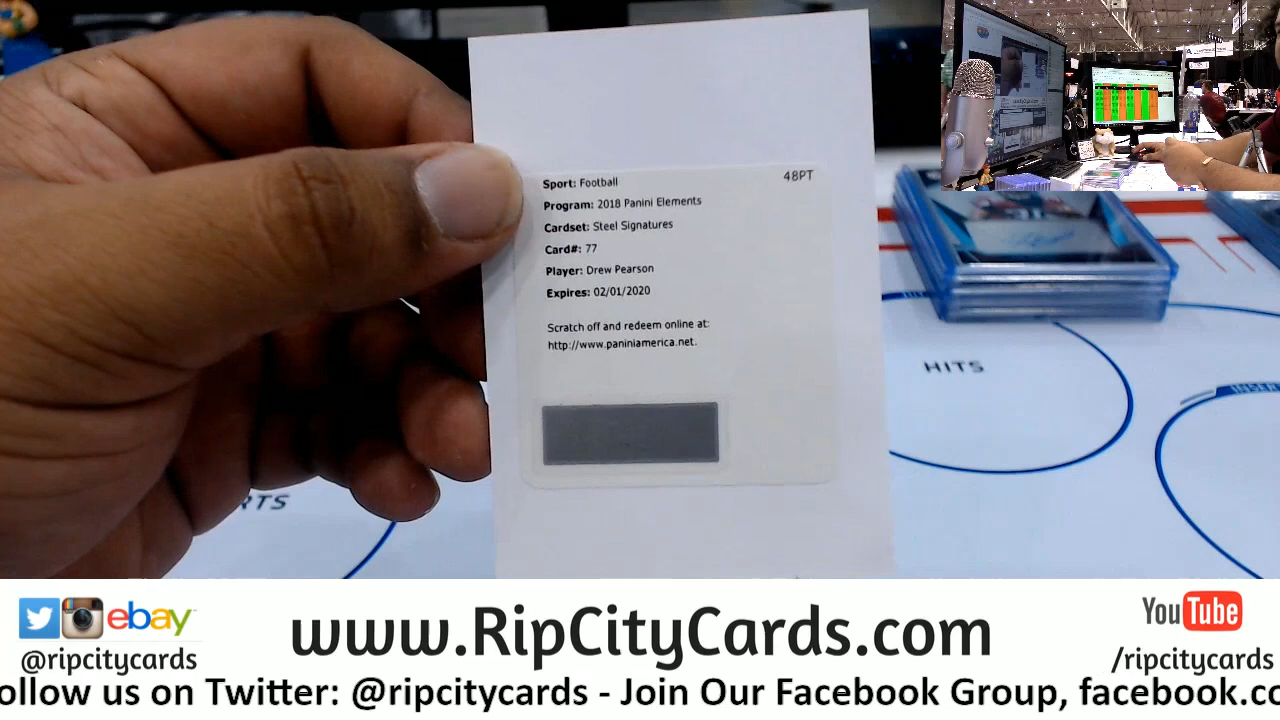 48PT
Sport: Football
Program: 2018 Panini Elements
Cardset: Steel Signatures
Card#: 77
Player: Drew Pearson
Expires: 02/01/2020
Scratch off and redeem online at:
http://www.paniniamerica.net.
HITS
RTS
INSER
ebay
@ripcitycards
www.RipCityCards.com
YouTube
/ripcitycards
ollow us on Twitter: @ripcitycards - Join Our Facebook Group, facebook.co